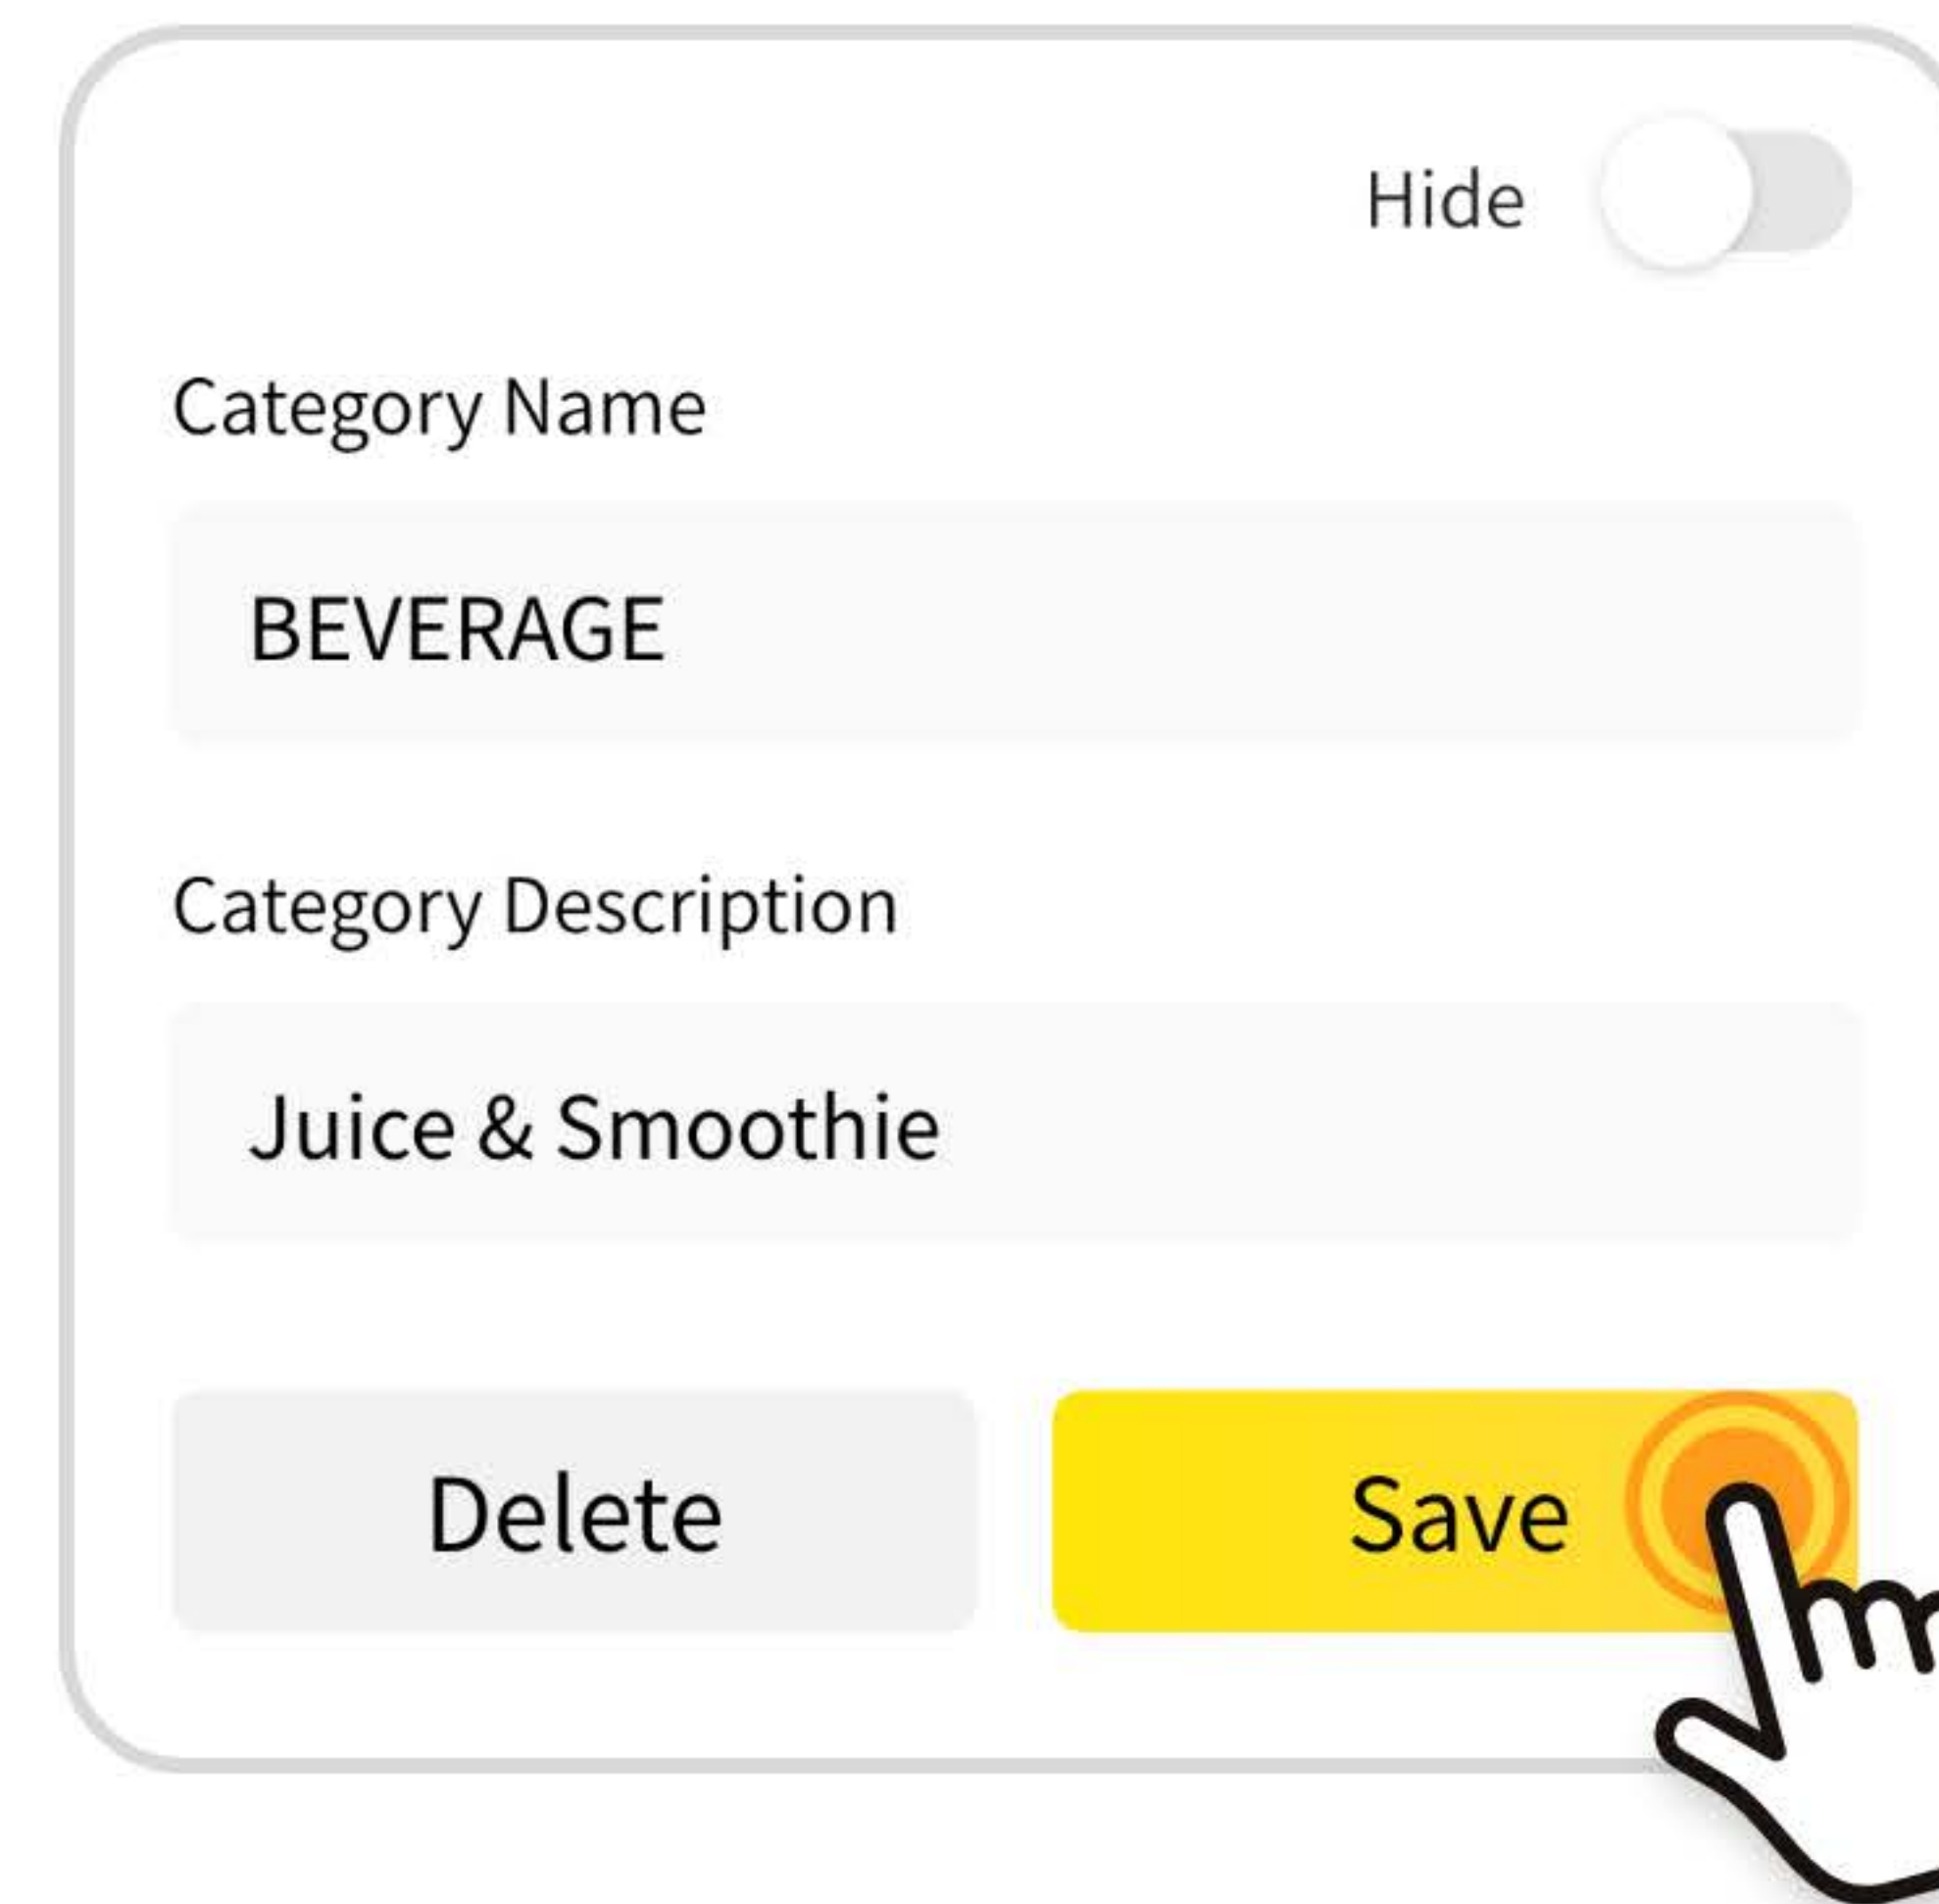 Hide
Category Name
BEVERAGE
Category Description
Juice & Smoothie
Delete
Save